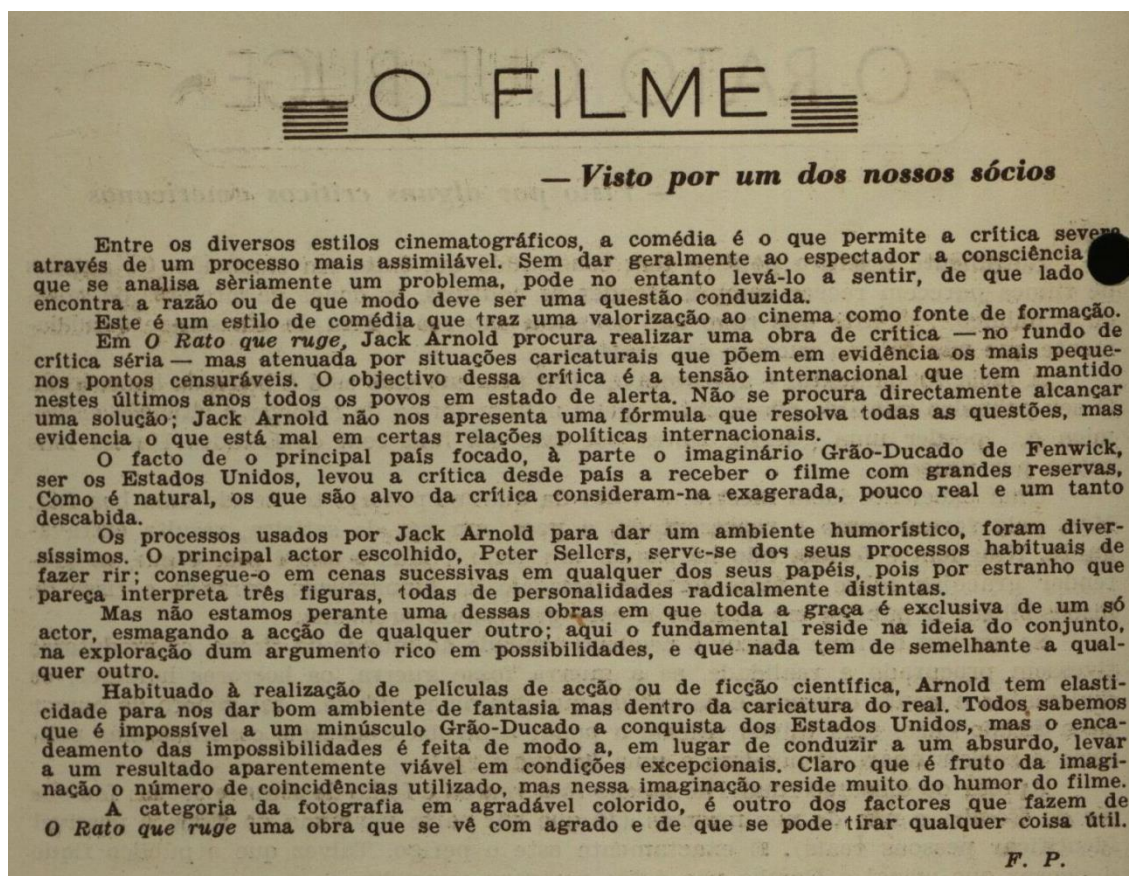 O FILME
— Visto por um dos nossos sócios
Entre os diversos estilos cinematográficos, a comédia é o que permite a crítica severa
através de um processo mais assimilável. Sem dar geralmente ao espectador a consciência
que se analisa sèriamente um problema, pode no entanto levá-lo a sentir, de que lado
encontra a razão ou de que modo deve ser uma questão conduzida.
Este é um estilo de comédia que traz uma valorização ao cinema como fonte de formação.
Em O Rato que ruge, Jack Arnold procura realizar uma obra de crítica — no fundo de
crítica séria — mas atenuada por situações caricaturais que põem em evidência os mais peque-
nos pontos censuráveis. O objectivo dessa crítica é a tensão internacional que tem mantido
nestes últimos anos todos os povos em estado de alerta. Não se procura directamente alcançar
uma solução; Jack Arnold não nos apresenta uma fórmula que resolva todas as questões, mas
evidencia o que está mal em certas relações políticas internacionais.
O facto de o principal país focado, à parte o imaginário Grão-Ducado de Fenwick,
ser os Estados Unidos, levou a crítica desde país a receber o filme com grandes reservas,
Como é natural, os que são alvo da crítica consideram-na exagerada, pouco real e um tanto
descabida.
Os processos usados por Jack Arnold para dar um ambiente humorístico, foram diver-
síssimos. O principal actor escolhido, Peter Sellers, serve-se dos seus processos habituais de
fazer rir; consegue-o em cenas sucessivas em qualquer dos seus papéis, pois por estranho que
pareça interpreta três figuras, todas de personalidades radicalmente distintas.
Mas não estamos perante uma dessas obras em que toda a graça é exclusiva de um só
actor, esmagando a acção de qualquer outro; aqui o fundamental reside na ideia do conjunto,
na exploração dum argumento rico em possibilidades, e que nada tem de semelhante a qual-
quer outro.
Habituado à realização de películas de acção ou de ficção científica, Arnold tem elasti-
cidade para nos dar bom ambiente de fantasia mas dentro da caricatura do real. Todos sabemos
que é impossível a um minúsculo Grão-Ducado a conquista dos Estados Unidos, mas o enca-
deamento das impossibilidades é feita de modo a, em lugar de conduzir a um absurdo, levar
a um resultado aparentemente viável em condições excepcionais. Claro que é fruto da imagi-
nação o número de coincidências utilizado, mas nessa imaginação reside muito do humor do filme.
A categoria da fotografia em agradável colorido, é outro dos factores que fazem de
O Rato que ruge uma obra que se vê com agrado e de que se pode tirar qualquer coisa útil.
F. P.